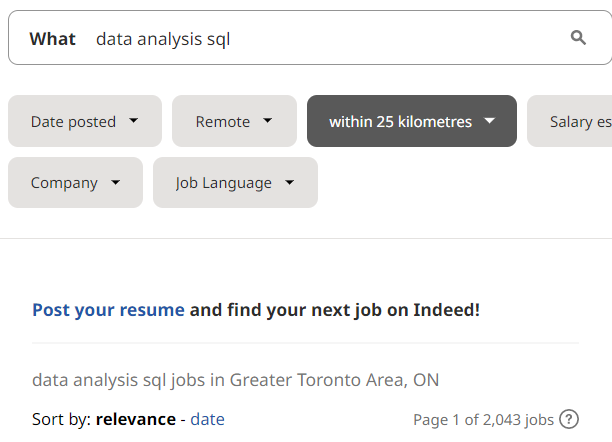 What data analysis sql
Date posted Remote within 25 kilometres Salary es
Company Job Language
Post your resume and find your next job on Indeed!
data analysis sql jobs in Greater Toronto Area, ON
Sort by: relevance - date Page 1 of 2,043 jobs ?